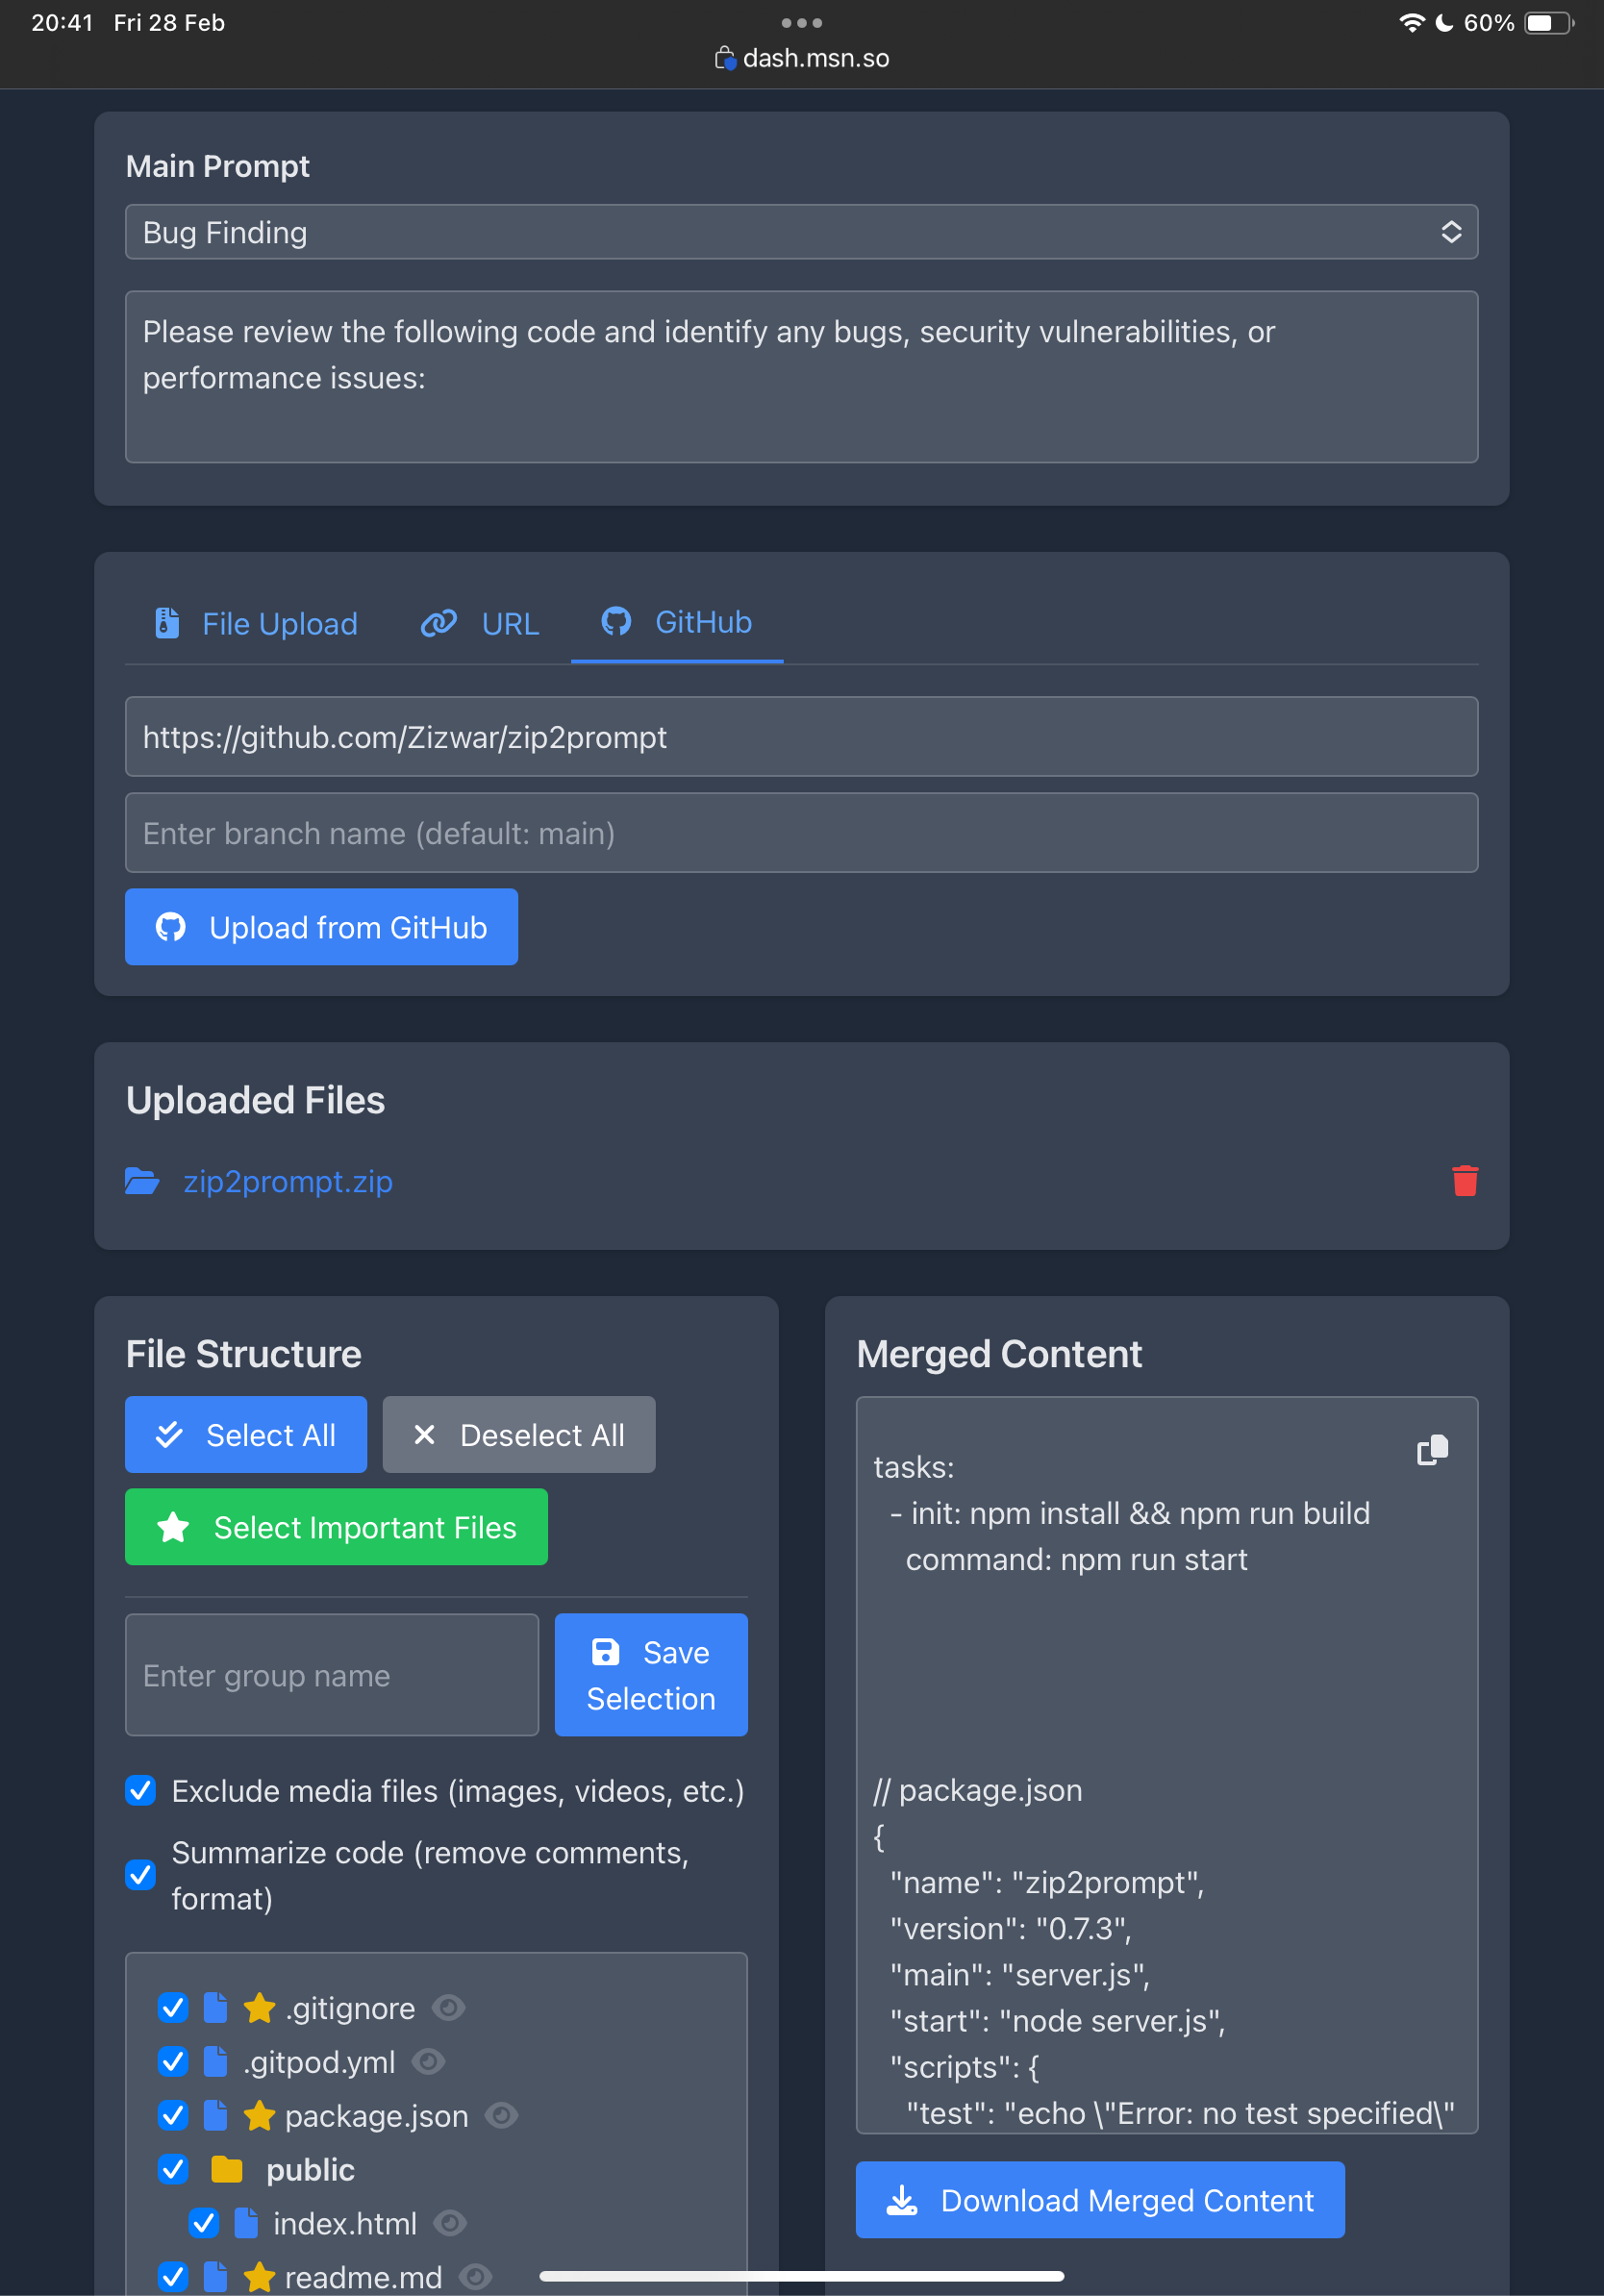 20:41 Fri 28 Feb
60%
dash.msn.so
Main Prompt
Bug Finding
Please review the following code and identify any bugs, security vulnerabilities, or
performance issues:
File Upload
URL
GitHub
https://github.com/Zizwar/zip2prompt
Enter branch name (default: main)
Upload from GitHub
Uploaded Files
zip2prompt.zip
File Structure
Select All
Deselect All
Select Important Files
Enter group name
Save
Selection
Exclude media files (images, videos, etc.)
Summarize code (remove comments,
format)
.gitignore
.gitpod.yml
package.json
public
index.html
readme.md
Merged Content
tasks:
- init: npm install && npm run build
command: npm run start
// package.json
{
"name": "zip2prompt",
"version": "0.7.3",
"main": "server.js",
"start": "node server.js",
"scripts": {
"test": "echo \"Error: no test specified\"
Download Merged Content